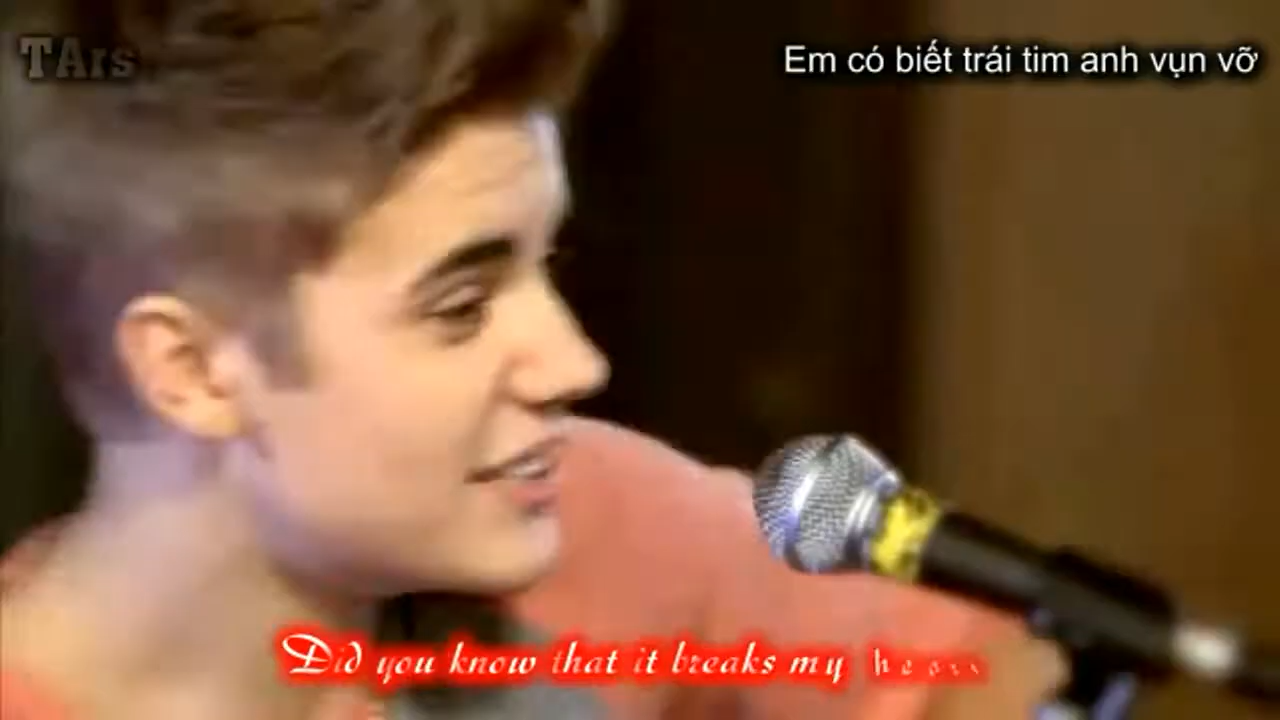 TArs
Em có biết trái tim anh vụn vỡ
Did you know that it breaks my